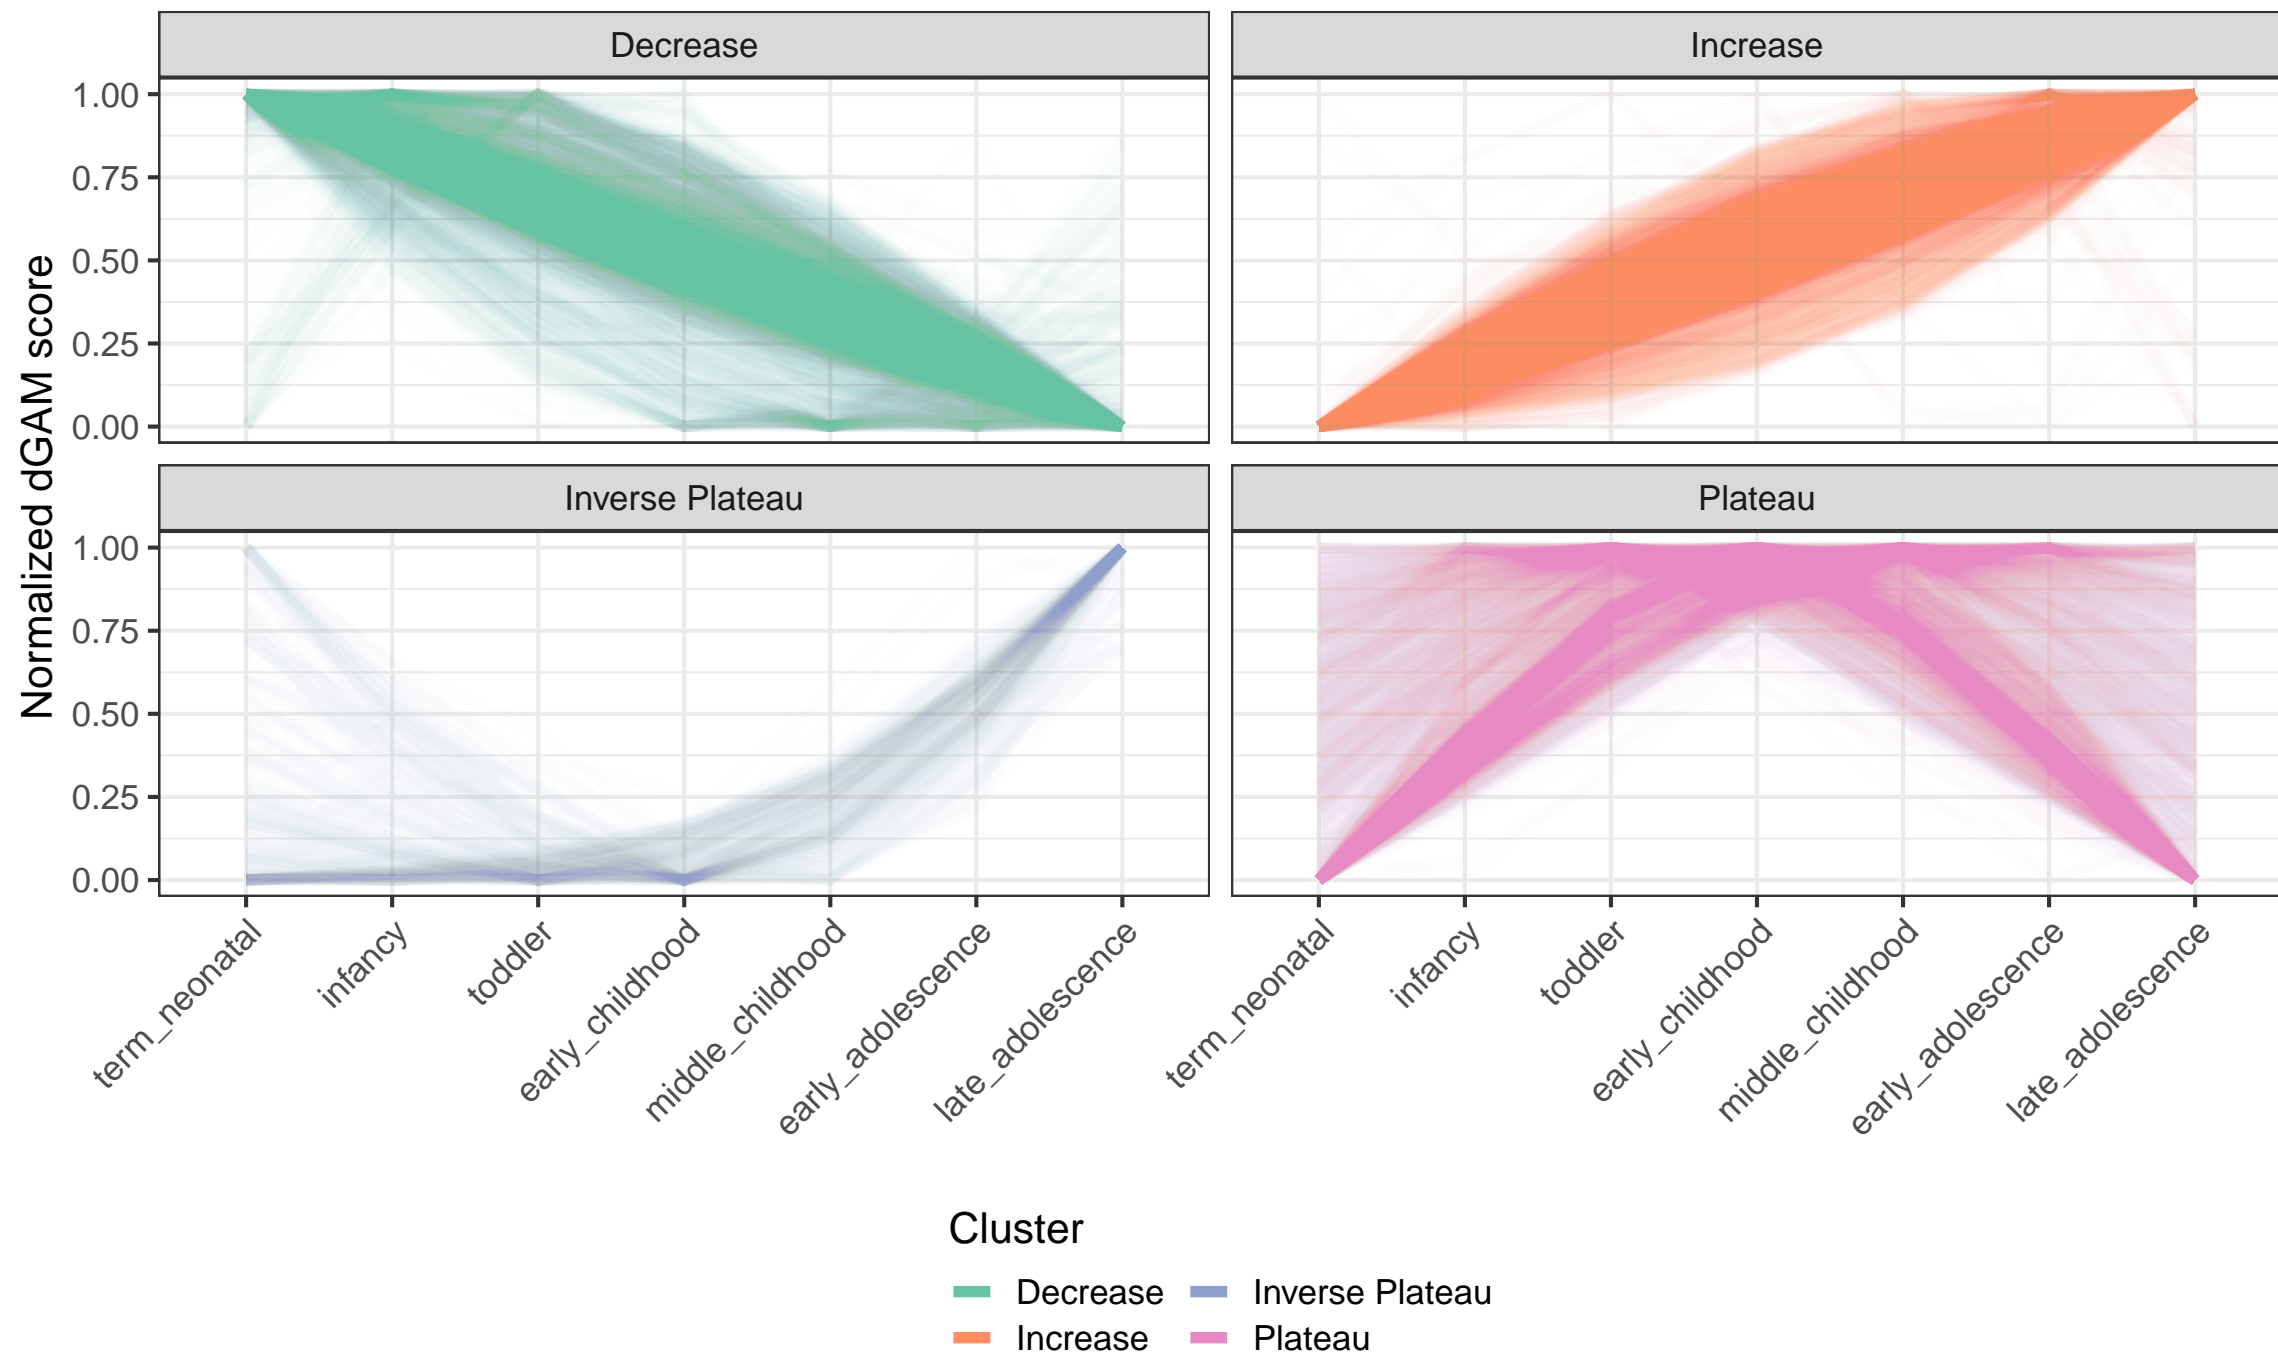 Decrease
Increase
Normalized dGAM score
1.00
0.75
0.50
0.25
0.00
Inverse Plateau
Plateau
1.00
0.75
0.50
0.25
0.00
term_neonatal
infancy
toddler
early_childhood
middle_childhood
early_adolescence
late_adolescence
term_neonatal
infancy
toddler
early_childhood
middle_childhood
early_adolescence
late_adolescence
Cluster
Decrease
Inverse Plateau
Increase
Plateau